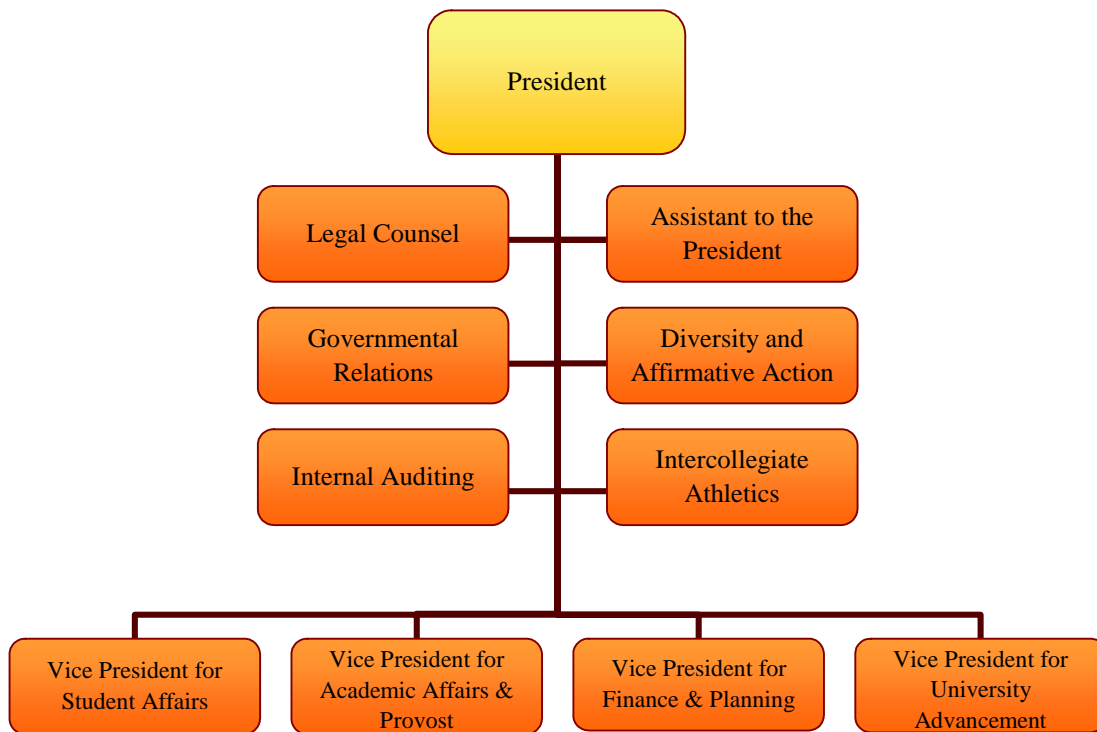 President
Legal Counsel
Assistant to the
President
Governmental
Relations
Diversity and
Affirmative Action
Internal Auditing
Intercollegiate
Athletics
Vice President for
Student Affairs
Vice President for
Academic Affairs &
Provost
Vice President for
Finance & Planning
Vice President for
University
Advancement